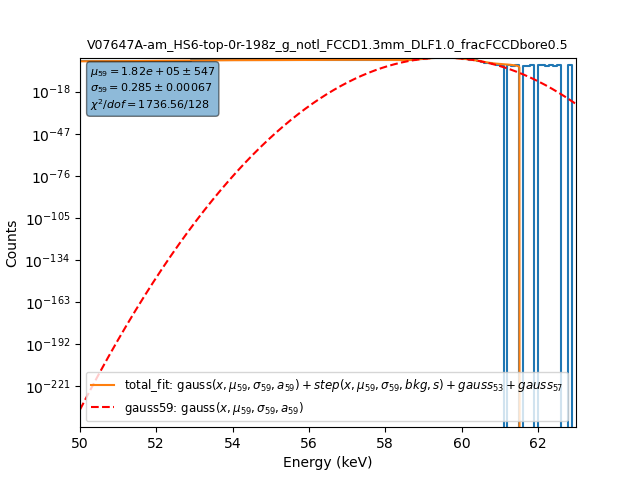 V07647A-am_HS6-top-0r-198z_g_notl_FCCD1.3mm_DLF1.0_fracFCCDbore0.5
μ₅₉ = 1.82e + 05 ± 547
σ₅₉ = 0.285 ± 0.00067
χ²/dof = 1736.56/128
10⁻¹⁸
10⁻⁴⁷
10⁻⁷⁶
10⁻¹⁰⁵
10⁻¹³⁴
10⁻¹⁶³
10⁻¹⁹²
10⁻²²¹
Counts
total_fit: gauss(x, μ₅₉, σ₅₉, a₅₉) + step(x, μ₅₉, σ₅₉, bkg, s) + gauss₅₃ + gauss₅₇
gauss59: gauss(x, μ₅₉, σ₅₉, a₅₉)
50 52 54 56 58 60 62
Energy (keV)